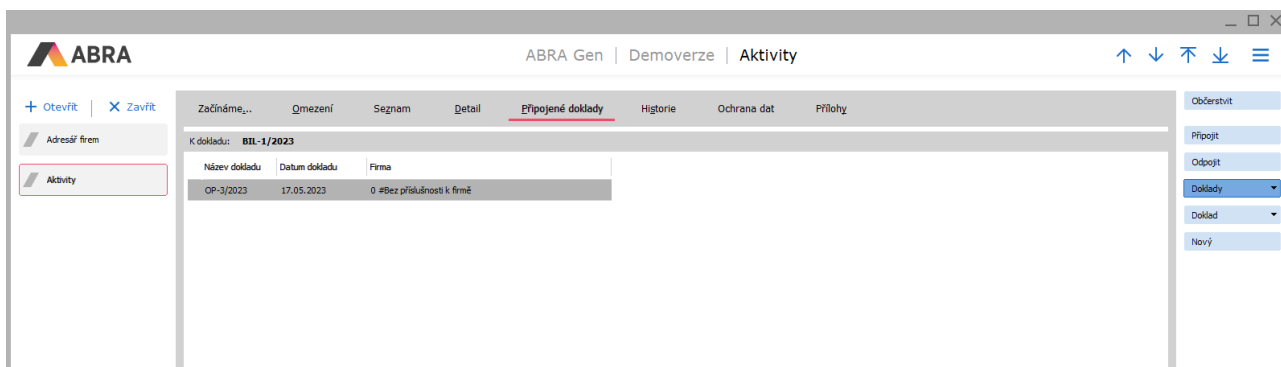 ABRA
ABRA Gen | Demoverze | Aktivity
+ Otevřít | X Zavřít
Adresář firem
Aktivity
Začínáme... Omezení Seznam Detail Připojené doklady Historie Ochrana dat Přílohy
K dokladu: BIL-1/2023
Název dokladu Datum dokladu Firma
OP-3/2023 17.05.2023 0 #Bez příslušnosti k firmě
Občerstvit
Připojit
Odpojit
Doklady
Doklad
Nový